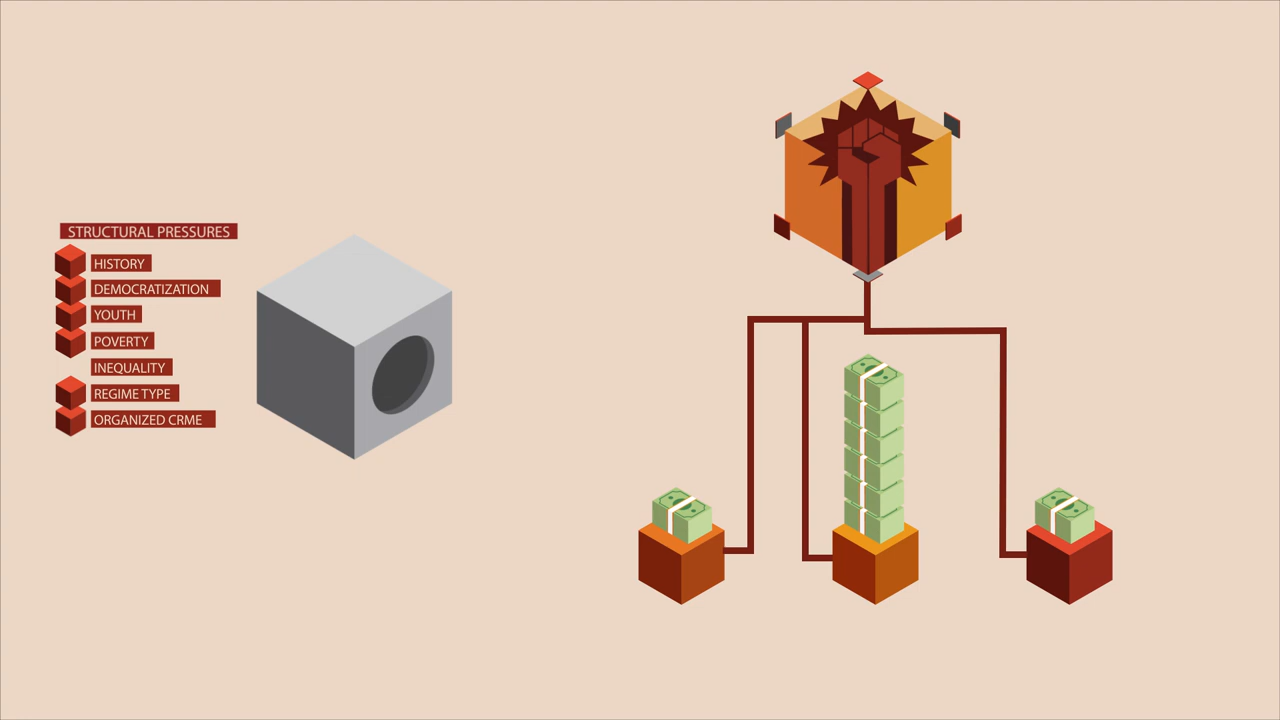 STRUCTURAL PRESSURES
HISTORY
DEMOCRATIZATION
YOUTH
POVERTY
INEQUALITY
REGIME TYPE
ORGANIZED CRME